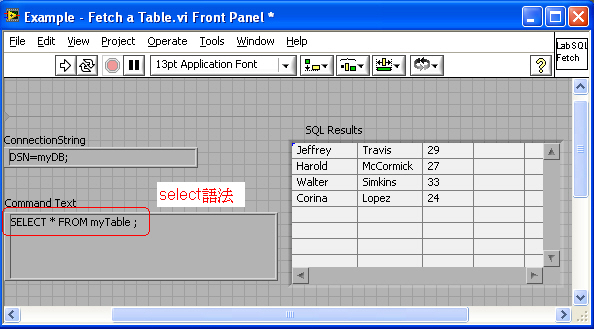 Example - Fetch a Table.vi Front Panel *
File Edit View Project Operate Tools Window Help
13pt Application Font
?
LabSQL
Fetch
ConnectionString
DSN=myDB;
select語法
Command Text
SELECT * FROM myTable ;
SQL Results
Jeffrey Travis 29
Harold McCormick 27
Walter Simkins 33
Corina Lopez 24